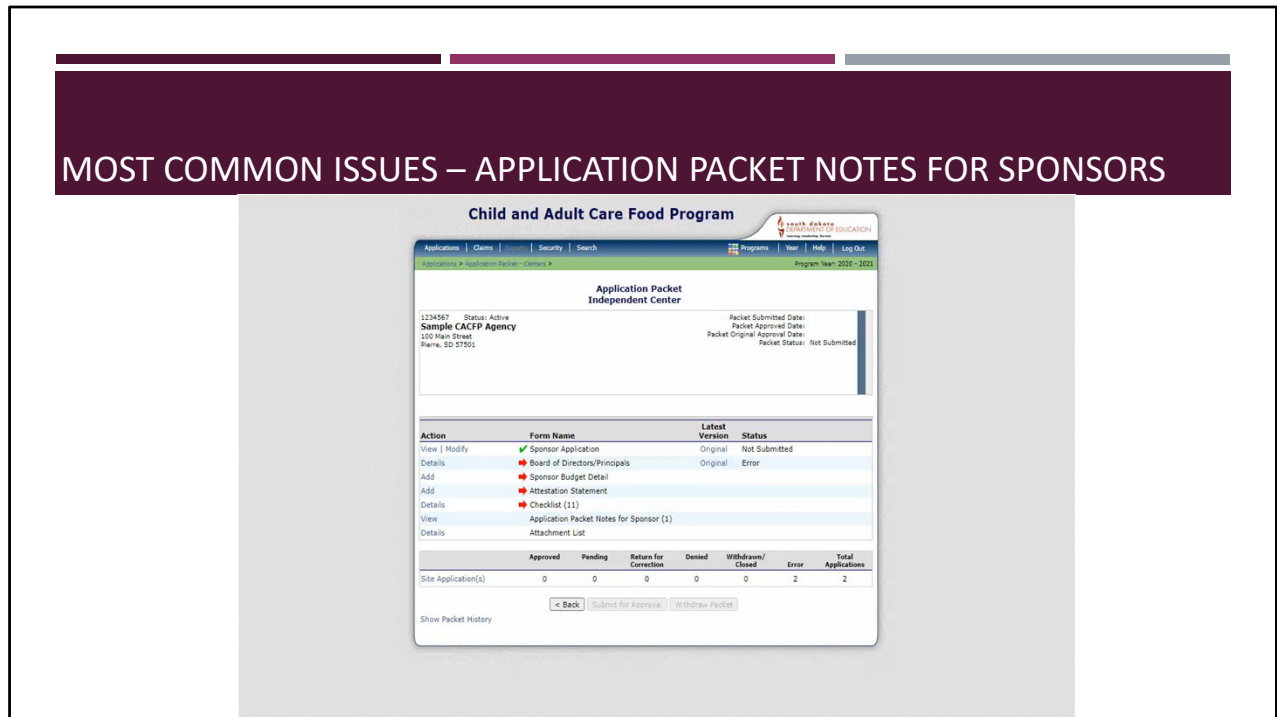 MOST COMMON ISSUES – APPLICATION PACKET NOTES FOR SPONSORS
Child and Adult Care Food Program
south dakota
DEPARTMENT OF EDUCATION
Learning. Leadership. Service.
Applications | Claims | Reports | Security | Search Programs | Year | Help | Log Out
Applications > Application Packet - Centers > Program Year: 2020 - 2021
Application Packet
Independent Center
1234567 Status: Active Packet Submitted Date:
Sample CACFP Agency Packet Approved Date:
100 Main Street Packet Original Approval Date:
Pierre, SD 57501 Packet Status: Not Submitted
Action Form Name Latest Version Status
View | Modify Sponsor Application Original Not Submitted
Details Board of Directors/Principals Original Error
Add Sponsor Budget Detail
Add Attestation Statement
Details Checklist (11)
View Application Packet Notes for Sponsor (1)
Details Attachment List
Approved Pending Return for Correction Denied Withdrawn/ Closed Error Total Applications
Site Application(s) 0 0 0 0 0 2 2
< Back Submit for Approval Withdraw Packet
Show Packet History